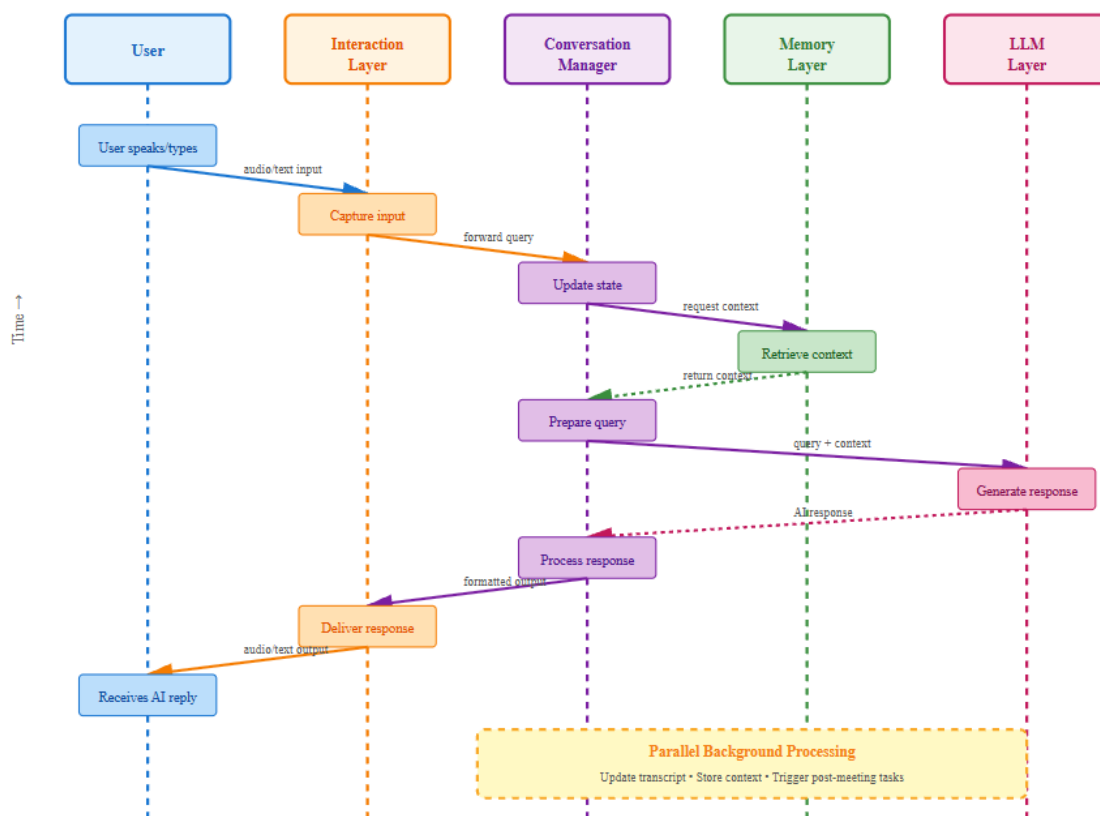 User
Interaction
Layer
Conversation
Manager
Memory
Layer
LLM
Layer
User speaks/types
audio/text input
Capture input
forward query
Update state
request context
Time →
Retrieve context
return context
Prepare query
query + context
Generate response
AI response
Process response
formatted output
Deliver response
audio/text output
Receives AI reply
Parallel Background Processing
Update transcript • Store context • Trigger post-meeting tasks